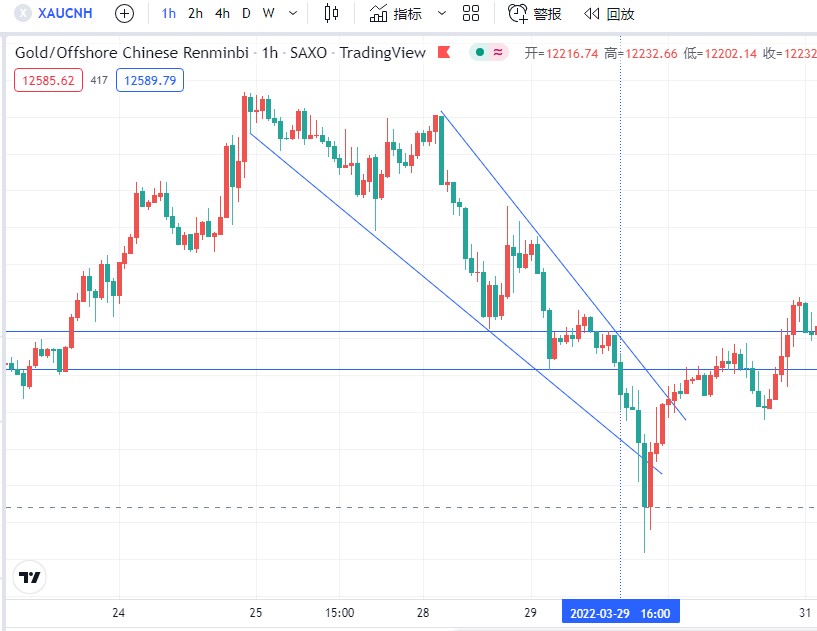 XAUCNH 1h 2h 4h D W 指标 警报 回放
Gold/Offshore Chinese Renminbi · 1h · SAXO · TradingView 开=12216.74 高=12232.66 低=12202.14 收=12232
12585.62 417 12589.79
24 25 15:00 28 29 2022-03-29 16:00 31